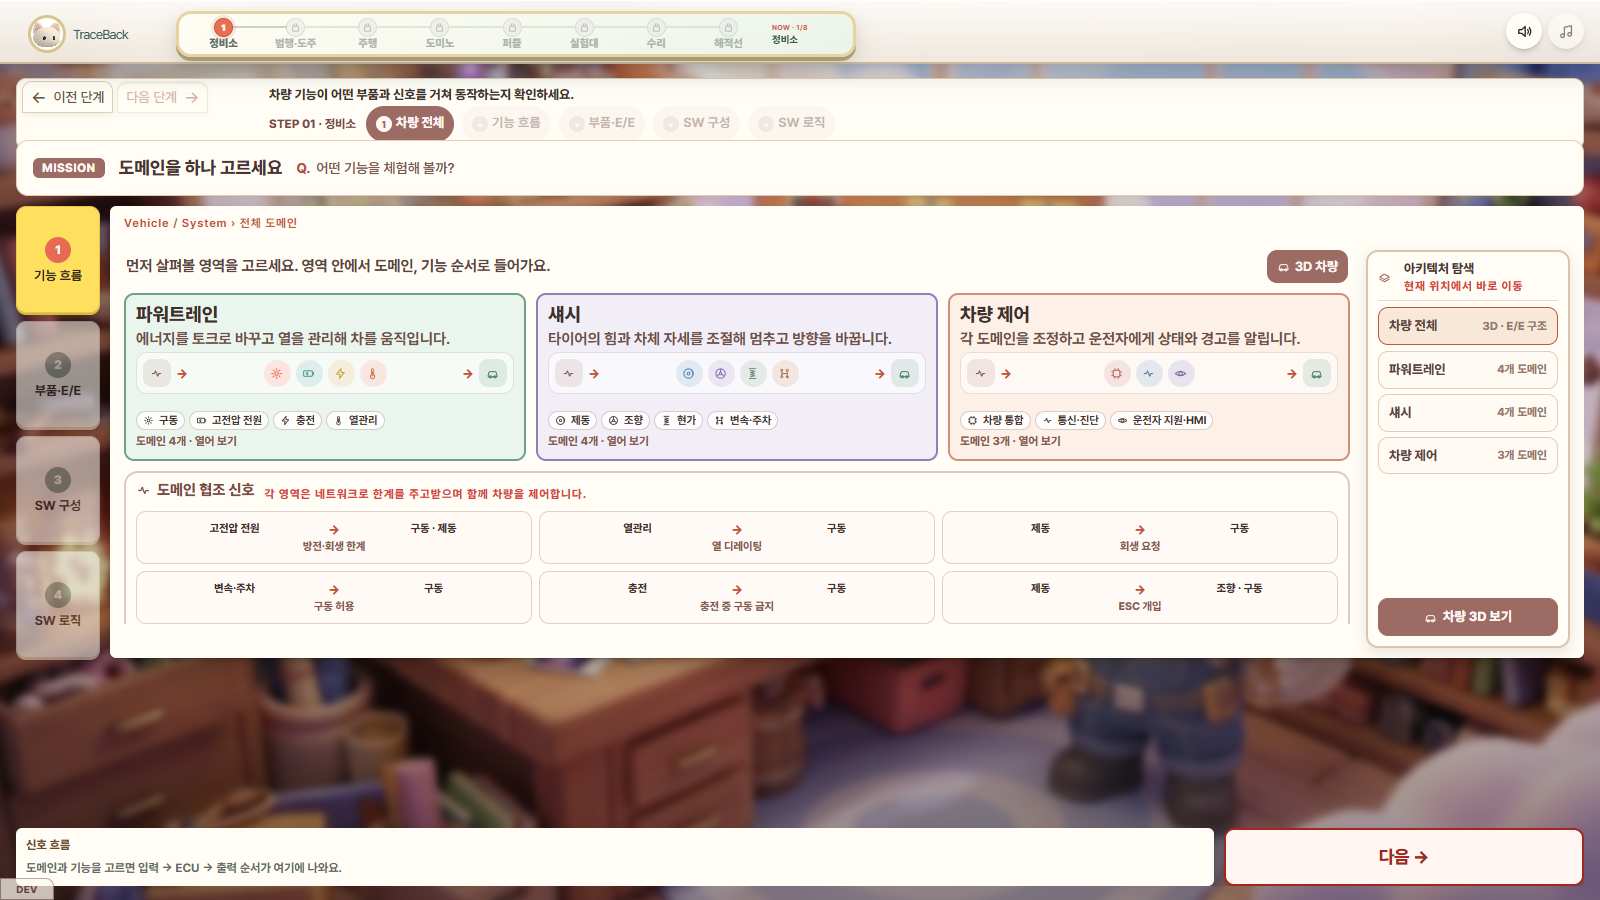 TraceBack
1
정비소
범행·도주
주행
도미노
퍼즐
실험대
수리
해적선
NOW · 1/8
정비소
← 이전 단계
다음 단계 →
차량 기능이 어떤 부품과 신호를 거쳐 동작하는지 확인하세요.
STEP 01 · 정비소
1 차량 전체
기능 흐름
부품·E/E
SW 구성
SW 로직
MISSION
도메인을 하나 고르세요
Q. 어떤 기능을 체험해 볼까?
1
기능 흐름
2
부품·E/E
3
SW 구성
4
SW 로직
Vehicle / System › 전체 도메인
먼저 살펴볼 영역을 고르세요. 영역 안에서 도메인, 기능 순서로 들어가요.
3D 차량
파워트레인
에너지를 토크로 바꾸고 열을 관리해 차를 움직입니다.
→ →
구동 고전압 전원 충전 열관리
도메인 4개 · 열어 보기
섀시
타이어의 힘과 차체 자세를 조절해 멈추고 방향을 바꿉니다.
→ →
제동 조향 현가 변속·주차
도메인 4개 · 열어 보기
차량 제어
각 도메인을 조정하고 운전자에게 상태와 경고를 알립니다.
→ →
차량 통합 통신·진단 운전자 지원·HMI
도메인 3개 · 열어 보기
도메인 협조 신호
각 영역은 네트워크로 한계를 주고받으며 함께 차량을 제어합니다.
고전압 전원 → 구동 · 제동
방전·회생 한계
열관리 → 구동
열 디레이팅
제동 → 구동
회생 요청
변속·주차 → 구동
구동 허용
충전 → 구동
충전 중 구동 금지
제동 → 조향 · 구동
ESC 개입
아키텍처 탐색
현재 위치에서 바로 이동
차량 전체 3D · E/E 구조
파워트레인 4개 도메인
섀시 4개 도메인
차량 제어 3개 도메인
차량 3D 보기
신호 흐름
도메인과 기능을 고르면 입력 → ECU → 출력 순서가 여기에 나와요.
다음 →
DEV